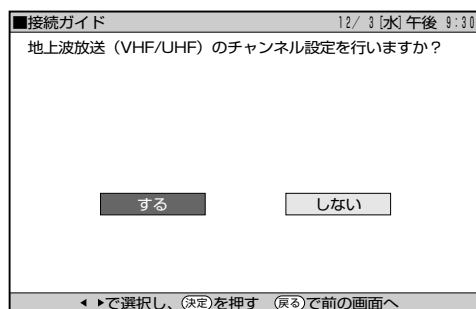 ■接続ガイド 12/ 3[水]午後 9:30
地上波放送（VHF/UHF）のチャンネル設定を行いますか？
する しない
◀ ▶で選択し、決定を押す 戻るで前の画面へ